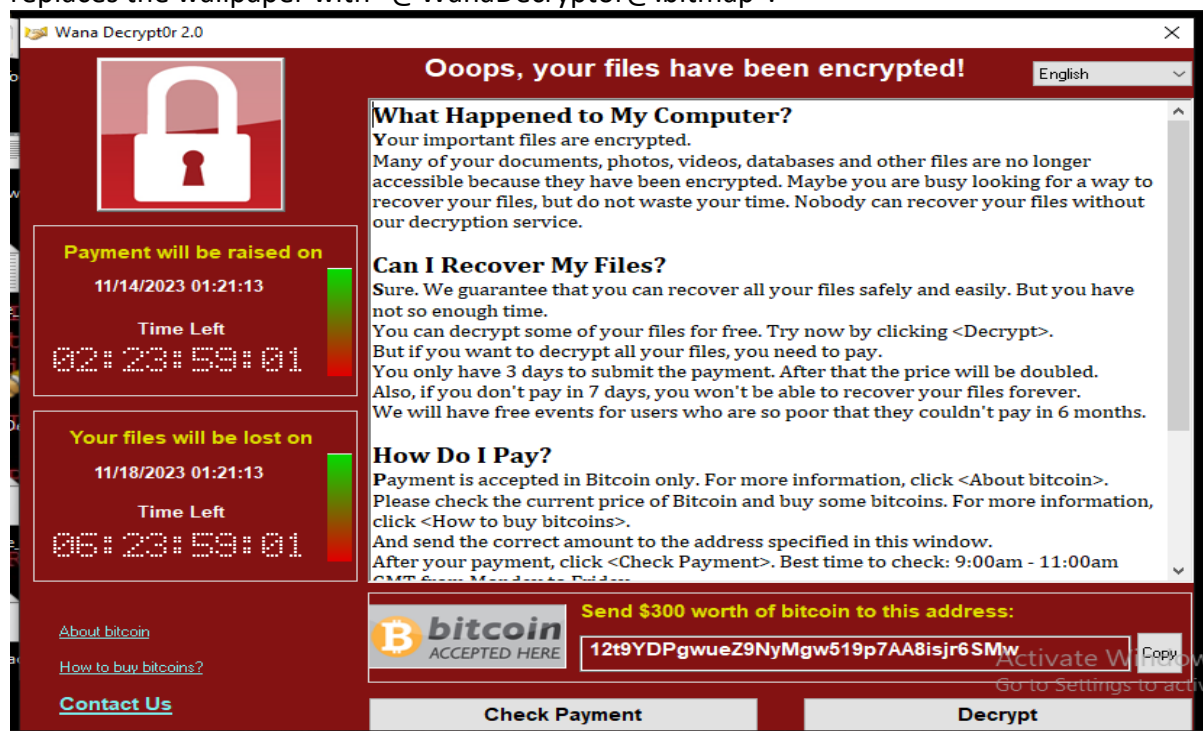 replaces the wallpaper with "@WanaDecryptor@.bitmap".
Wana Decrypt0r 2.0
Ooops, your files have been encrypted!
English
What Happened to My Computer?
Your important files are encrypted.
Many of your documents, photos, videos, databases and other files are no longer
accessible because they have been encrypted. Maybe you are busy looking for a way to
recover your files, but do not waste your time. Nobody can recover your files without
our decryption service.
Can I Recover My Files?
Sure. We guarantee that you can recover all your files safely and easily. But you have
not so enough time.
You can decrypt some of your files for free. Try now by clicking <Decrypt>.
But if you want to decrypt all your files, you need to pay.
You only have 3 days to submit the payment. After that the price will be doubled.
Also, if you don't pay in 7 days, you won't be able to recover your files forever.
We will have free events for users who are so poor that they couldn't pay in 6 months.
How Do I Pay?
Payment is accepted in Bitcoin only. For more information, click <About bitcoin>.
Please check the current price of Bitcoin and buy some bitcoins. For more information,
click <How to buy bitcoins>.
And send the correct amount to the address specified in this window.
After your payment, click <Check Payment>. Best time to check: 9:00am - 11:00am
GMT from Monday to Friday.
Payment will be raised on
11/14/2023 01:21:13
Time Left
02:23:59:01
Your files will be lost on
11/18/2023 01:21:13
Time Left
06:23:59:01
About bitcoin
How to buy bitcoins?
Contact Us
bitcoin
ACCEPTED HERE
Send $300 worth of bitcoin to this address:
12t9YDPgwueZ9NyMgw519p7AA8isjr6SMw
Copy
Activate Window
Go to Settings to activ
Check Payment
Decrypt